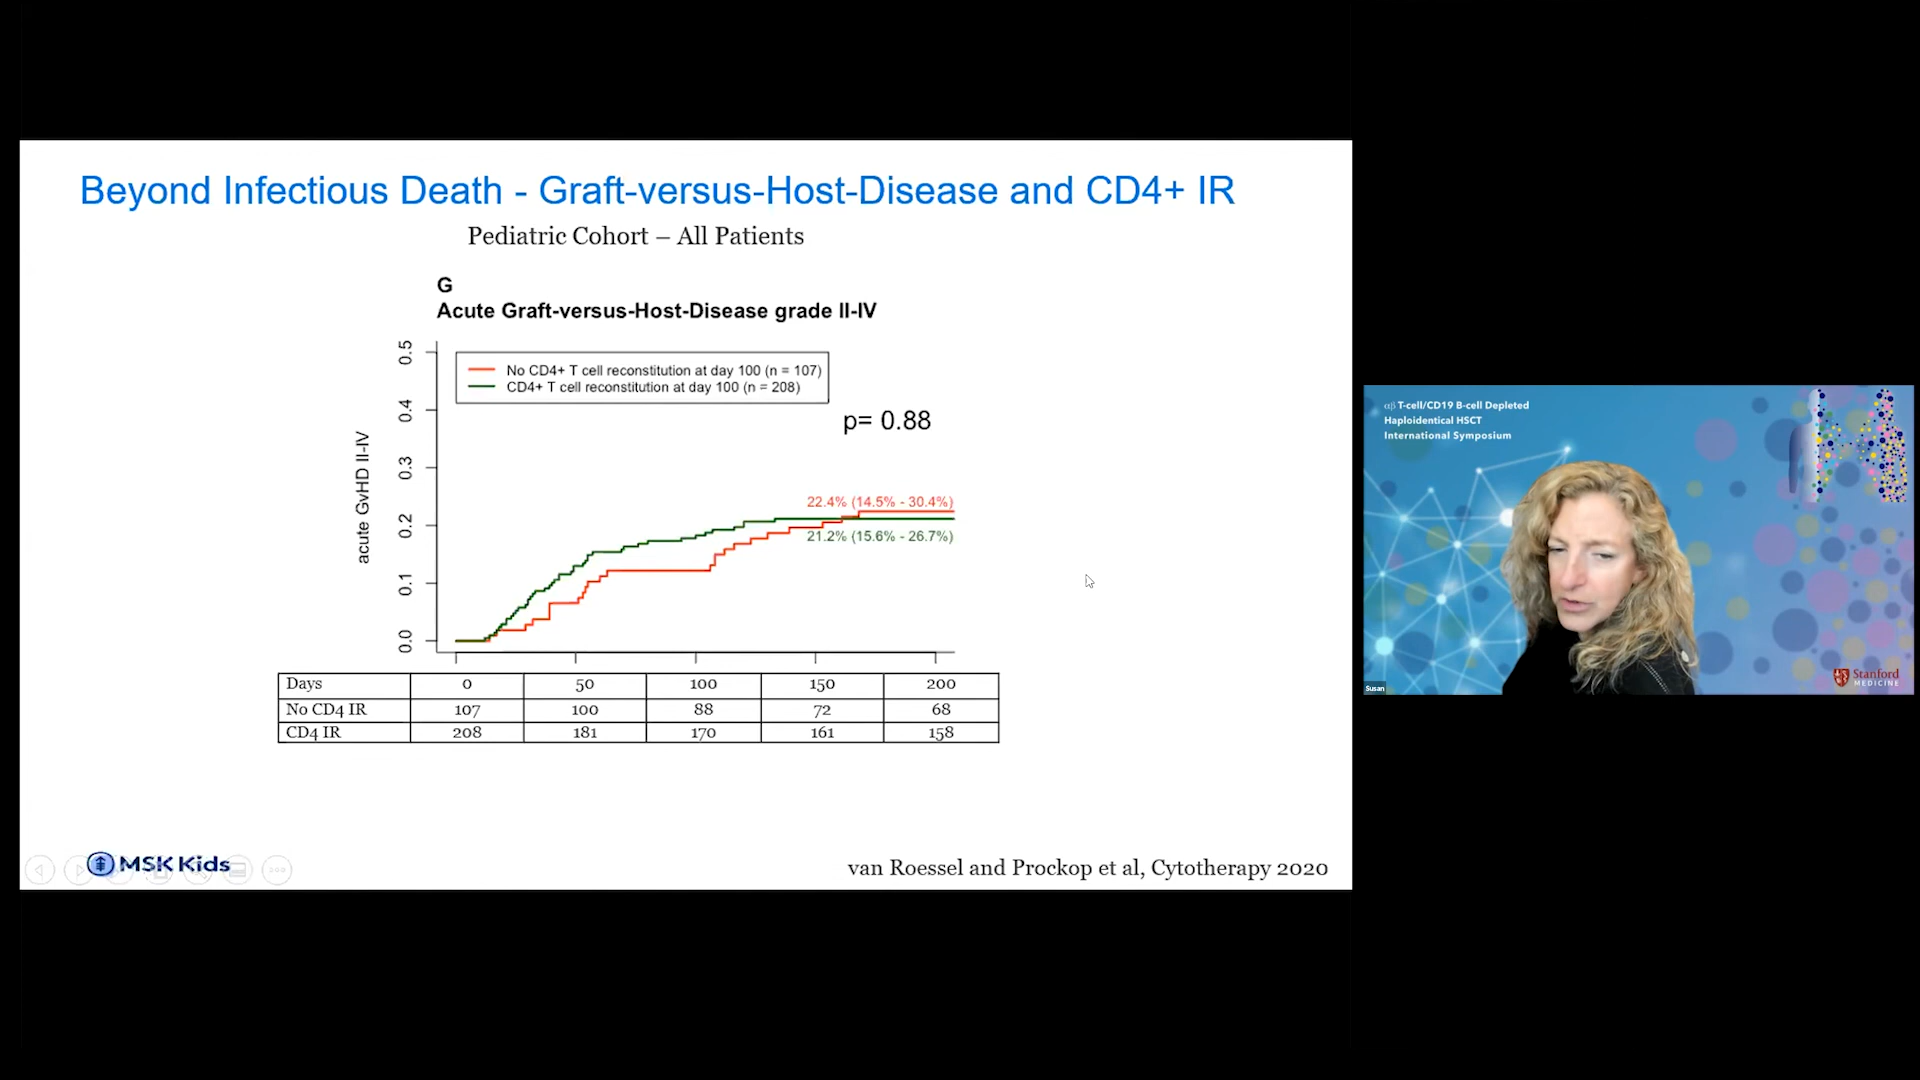 Beyond Infectious Death - Graft-versus-Host-Disease and CD4+ IR
Pediatric Cohort – All Patients
G
Acute Graft-versus-Host-Disease grade II-IV
No CD4+ T cell reconstitution at day 100 (n = 107)
CD4+ T cell reconstitution at day 100 (n = 208)
p= 0.88
acute GvHD II-IV
0.5
0.4
0.3
0.2
0.1
0.0
22.4% (14.5% - 30.4%)
21.2% (15.6% - 26.7%)
Days 0 50 100 150 200
No CD4 IR 107 100 88 72 68
CD4 IR 208 181 170 161 158
MSK Kids
van Roessel and Prockop et al, Cytotherapy 2020
αβ T-cell/CD19 B-cell Depleted
Haploidentical HSCT
International Symposium
Stanford
MEDICINE
Susan